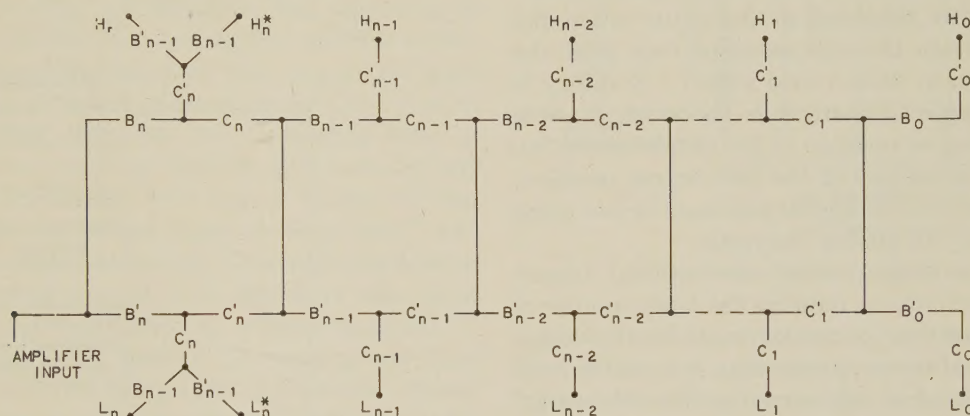 Hᵣ Hₙ* Hₙ₋₁ Hₙ₋₂ H₁ H₀
B'ₙ₋₁ Bₙ₋₁
C'ₙ C'ₙ₋₁ C'ₙ₋₂ C'₁ C'₀
Bₙ Cₙ Bₙ₋₁ Cₙ₋₁ Bₙ₋₂ Cₙ₋₂ C₁ B₀
B'ₙ C'ₙ B'ₙ₋₁ C'ₙ₋₁ B'ₙ₋₂ C'ₙ₋₂ C'₁ B'₀
AMPLIFIER
INPUT
Cₙ Cₙ₋₁ Cₙ₋₂ C₁ C₀
Bₙ₋₁ B'ₙ₋₁
Lₙ Lₙ* Lₙ₋₁ Lₙ₋₂ L₁ L₀